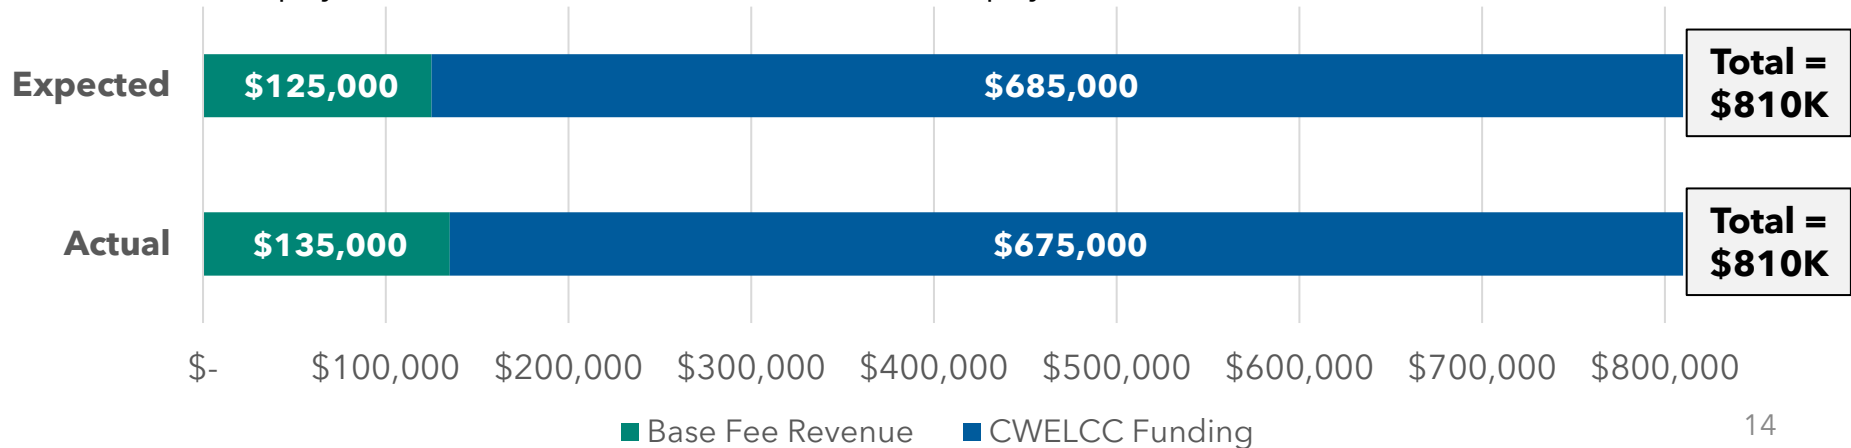 Expected
$125,000
$685,000
Total =
$810K
Actual
$135,000
$675,000
Total =
$810K
$- $100,000 $200,000 $300,000 $400,000 $500,000 $600,000 $700,000 $800,000
Base Fee Revenue CWELCC Funding
14